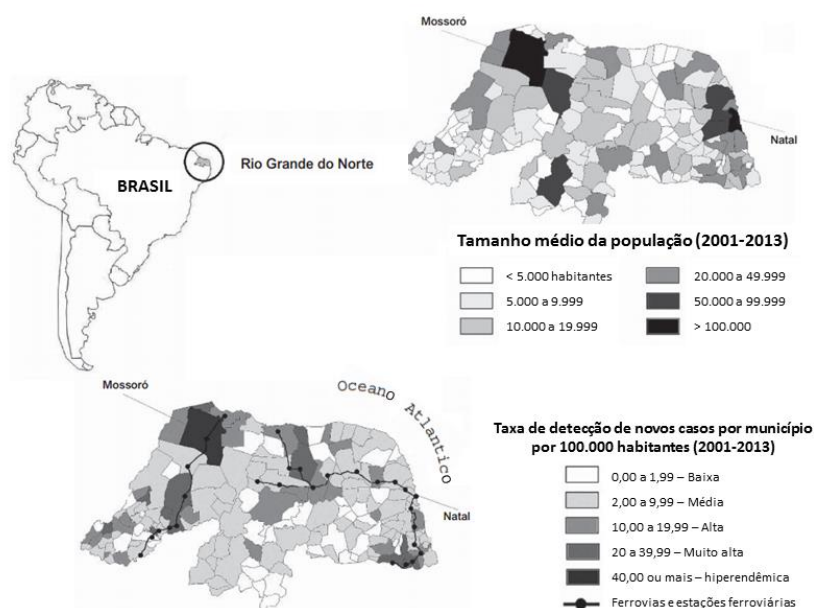 Mossoró
Natal
Rio Grande do Norte
BRASIL
Tamanho médio da população (2001-2013)
< 5.000 habitantes
5.000 a 9.999
10.000 a 19.999
20.000 a 49.999
50.000 a 99.999
> 100.000
Mossoró
Oceano Atlantico
Natal
Taxa de detecção de novos casos por município
por 100.000 habitantes (2001-2013)
0,00 a 1,99 – Baixa
2,00 a 9,99 – Média
10,00 a 19,99 – Alta
20 a 39,99 – Muito alta
40,00 ou mais – hiperendêmica
Ferrovias e estações ferroviárias